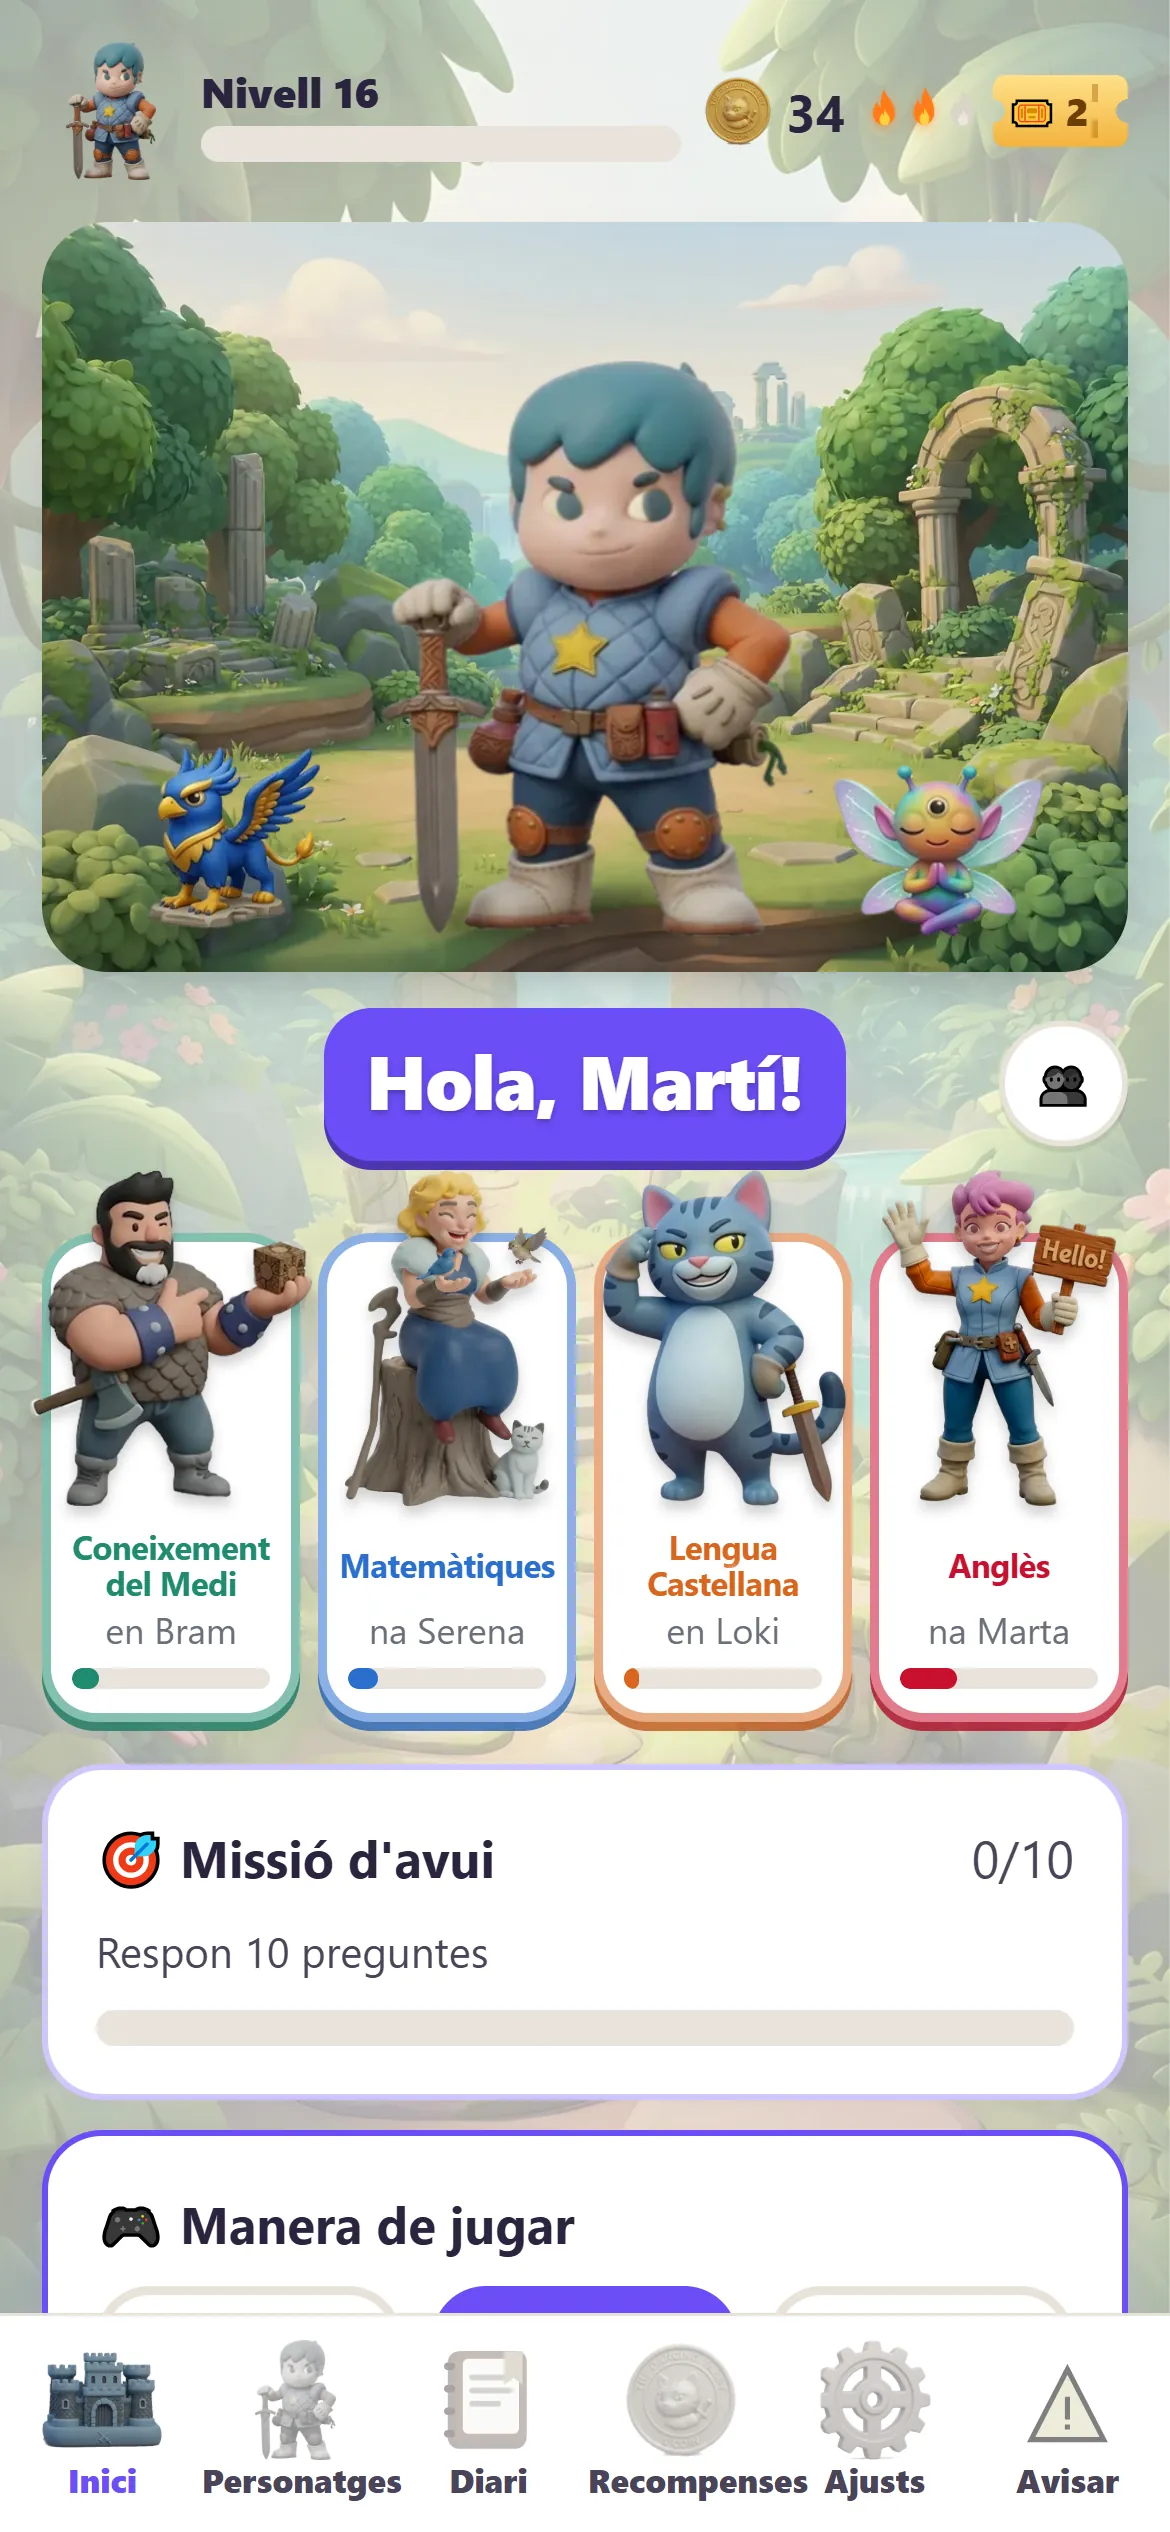 Nivell 16
34
2
Hola, Martí!
Hello!
Coneixement
del Medi
en Bram
Matemàtiques
na Serena
Lengua
Castellana
en Loki
Anglès
na Marta
Missió d'avui
0/10
Respon 10 preguntes
Manera de jugar
Inici
Personatges
Diari
Recompenses
Ajusts
Avisar